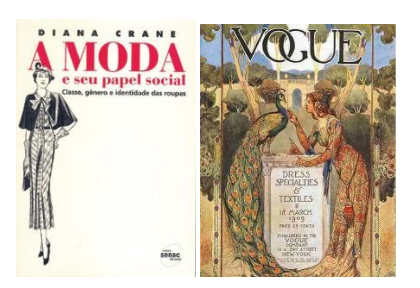 DIANA CRANE
A MODA
e seu papel social
Classe, gênero e identidade das roupas
senac
VOGUE
DRESS
SPECIALTIES
&
TEXTILES
18 MARCH
1909
PRICE 25 CENTS
PUBLISHED BY THE
VOGUE
COMPANY
NEW-YORK